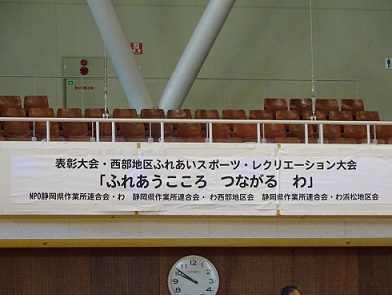 表彰大会・西部地区ふれあいスポーツ・レクリエーション大会
「ふれあうこころ　つながる　わ」
NPO静岡県作業所連合会・わ　静岡県作業所連合会・わ西部地区会　静岡県作業所連合会・わ浜松地区会